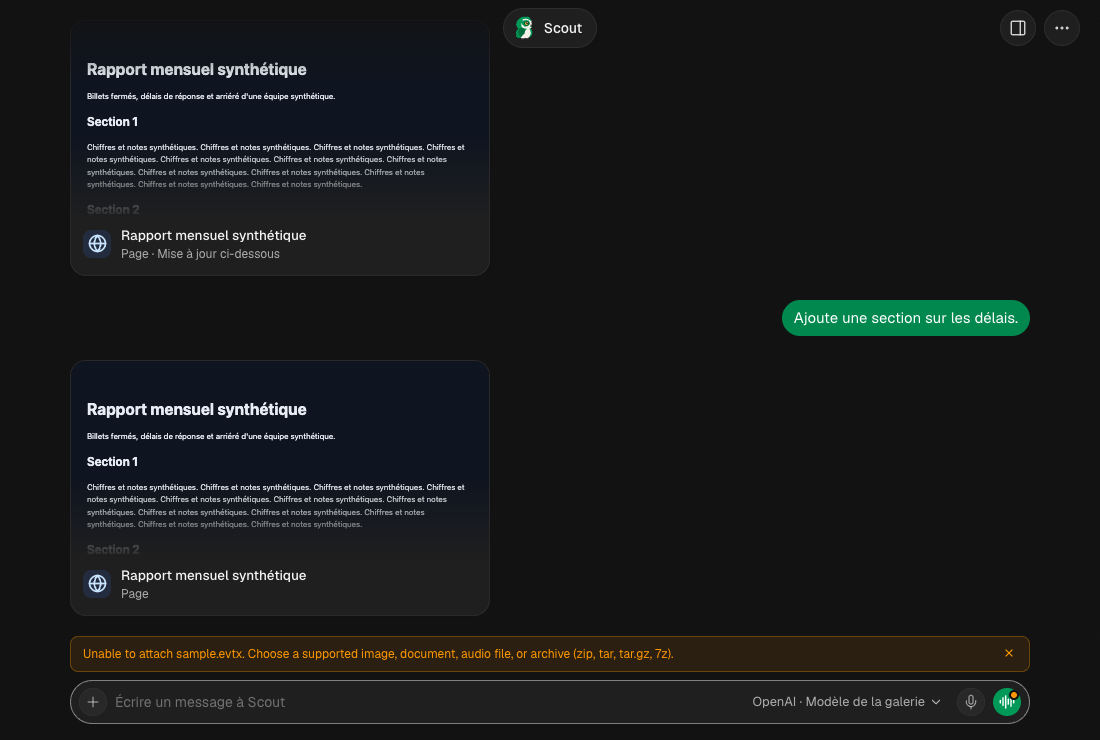 Scout
Rapport mensuel synthétique
Billets fermés, délais de réponse et arriéré d'une équipe synthétique.
Section 1
Chiffres et notes synthétiques. Chiffres et notes synthétiques. Chiffres et notes synthétiques. Chiffres et
notes synthétiques. Chiffres et notes synthétiques. Chiffres et notes synthétiques. Chiffres et notes
synthétiques. Chiffres et notes synthétiques. Chiffres et notes synthétiques. Chiffres et notes
synthétiques. Chiffres et notes synthétiques. Chiffres et notes synthétiques.
Section 2
Rapport mensuel synthétique
Page · Mise à jour ci-dessous
Ajoute une section sur les délais.
Rapport mensuel synthétique
Billets fermés, délais de réponse et arriéré d'une équipe synthétique.
Section 1
Chiffres et notes synthétiques. Chiffres et notes synthétiques. Chiffres et notes synthétiques. Chiffres et
notes synthétiques. Chiffres et notes synthétiques. Chiffres et notes synthétiques. Chiffres et notes
synthétiques. Chiffres et notes synthétiques. Chiffres et notes synthétiques. Chiffres et notes
synthétiques. Chiffres et notes synthétiques. Chiffres et notes synthétiques.
Section 2
Rapport mensuel synthétique
Page
Unable to attach sample.evtx. Choose a supported image, document, audio file, or archive (zip, tar, tar.gz, 7z).
Écrire un message à Scout
OpenAI · Modèle de la galerie